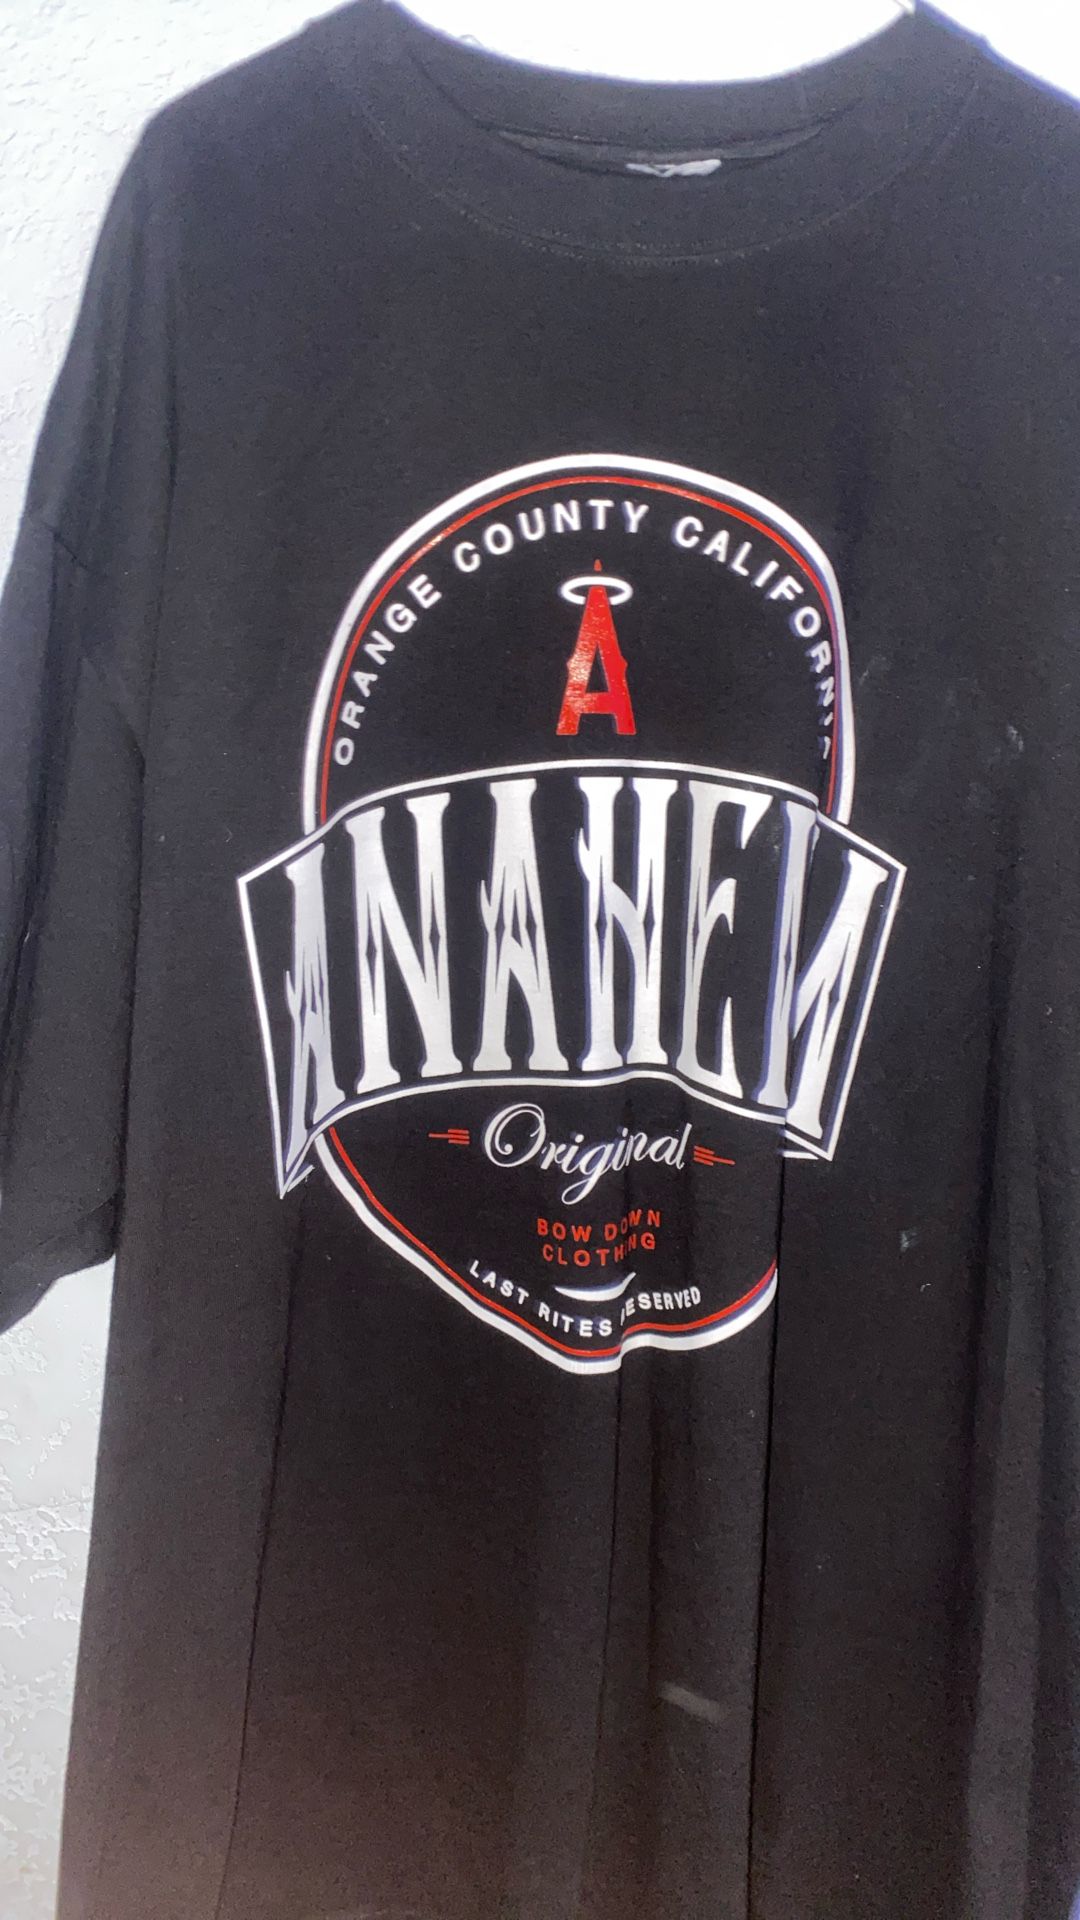 ORANGE COUNTY CALIFORNIA
A
ANAHEIM
Original
BOW DOWN
CLOTHING
LAST RITES RESERVED